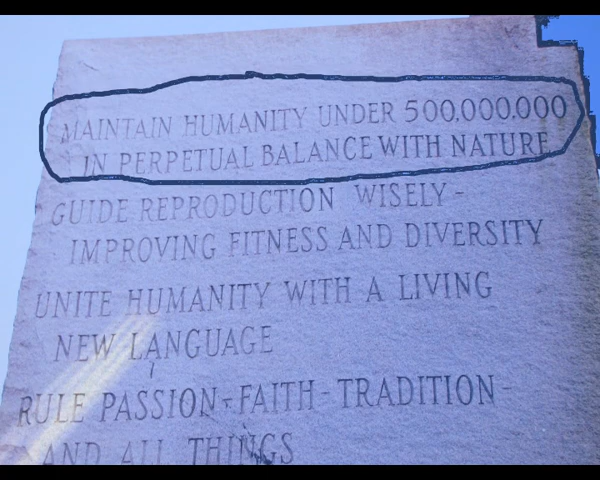 MAINTAIN HUMANITY UNDER 500,000,000
IN PERPETUAL BALANCE WITH NATURE
GUIDE REPRODUCTION WISELY-
IMPROVING FITNESS AND DIVERSITY
UNITE HUMANITY WITH A LIVING
NEW LANGUAGE
RULE PASSION-FAITH-TRADITION-
AND ALL THINGS